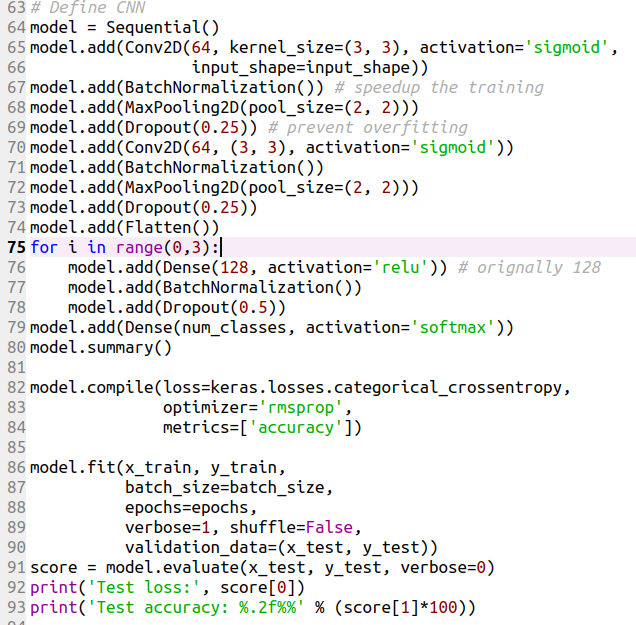 63 # Define CNN
64 model = Sequential()
65 model.add(Conv2D(64, kernel_size=(3, 3), activation='sigmoid',
66                  input_shape=input_shape))
67 model.add(BatchNormalization()) # speedup the training
68 model.add(MaxPooling2D(pool_size=(2, 2)))
69 model.add(Dropout(0.25)) # prevent overfitting
70 model.add(Conv2D(64, (3, 3), activation='sigmoid'))
71 model.add(BatchNormalization())
72 model.add(MaxPooling2D(pool_size=(2, 2)))
73 model.add(Dropout(0.25))
74 model.add(Flatten())
75 for i in range(0,3):
76     model.add(Dense(128, activation='relu')) # orignally 128
77     model.add(BatchNormalization())
78     model.add(Dropout(0.5))
79 model.add(Dense(num_classes, activation='softmax'))
80 model.summary()
81
82 model.compile(loss=keras.losses.categorical_crossentropy,
83               optimizer='rmsprop',
84               metrics=['accuracy'])
85
86 model.fit(x_train, y_train,
87           batch_size=batch_size,
88           epochs=epochs,
89           verbose=1, shuffle=False,
90           validation_data=(x_test, y_test))
91 score = model.evaluate(x_test, y_test, verbose=0)
92 print('Test loss:', score[0])
93 print('Test accuracy: %.2f%%' % (score[1]*100))